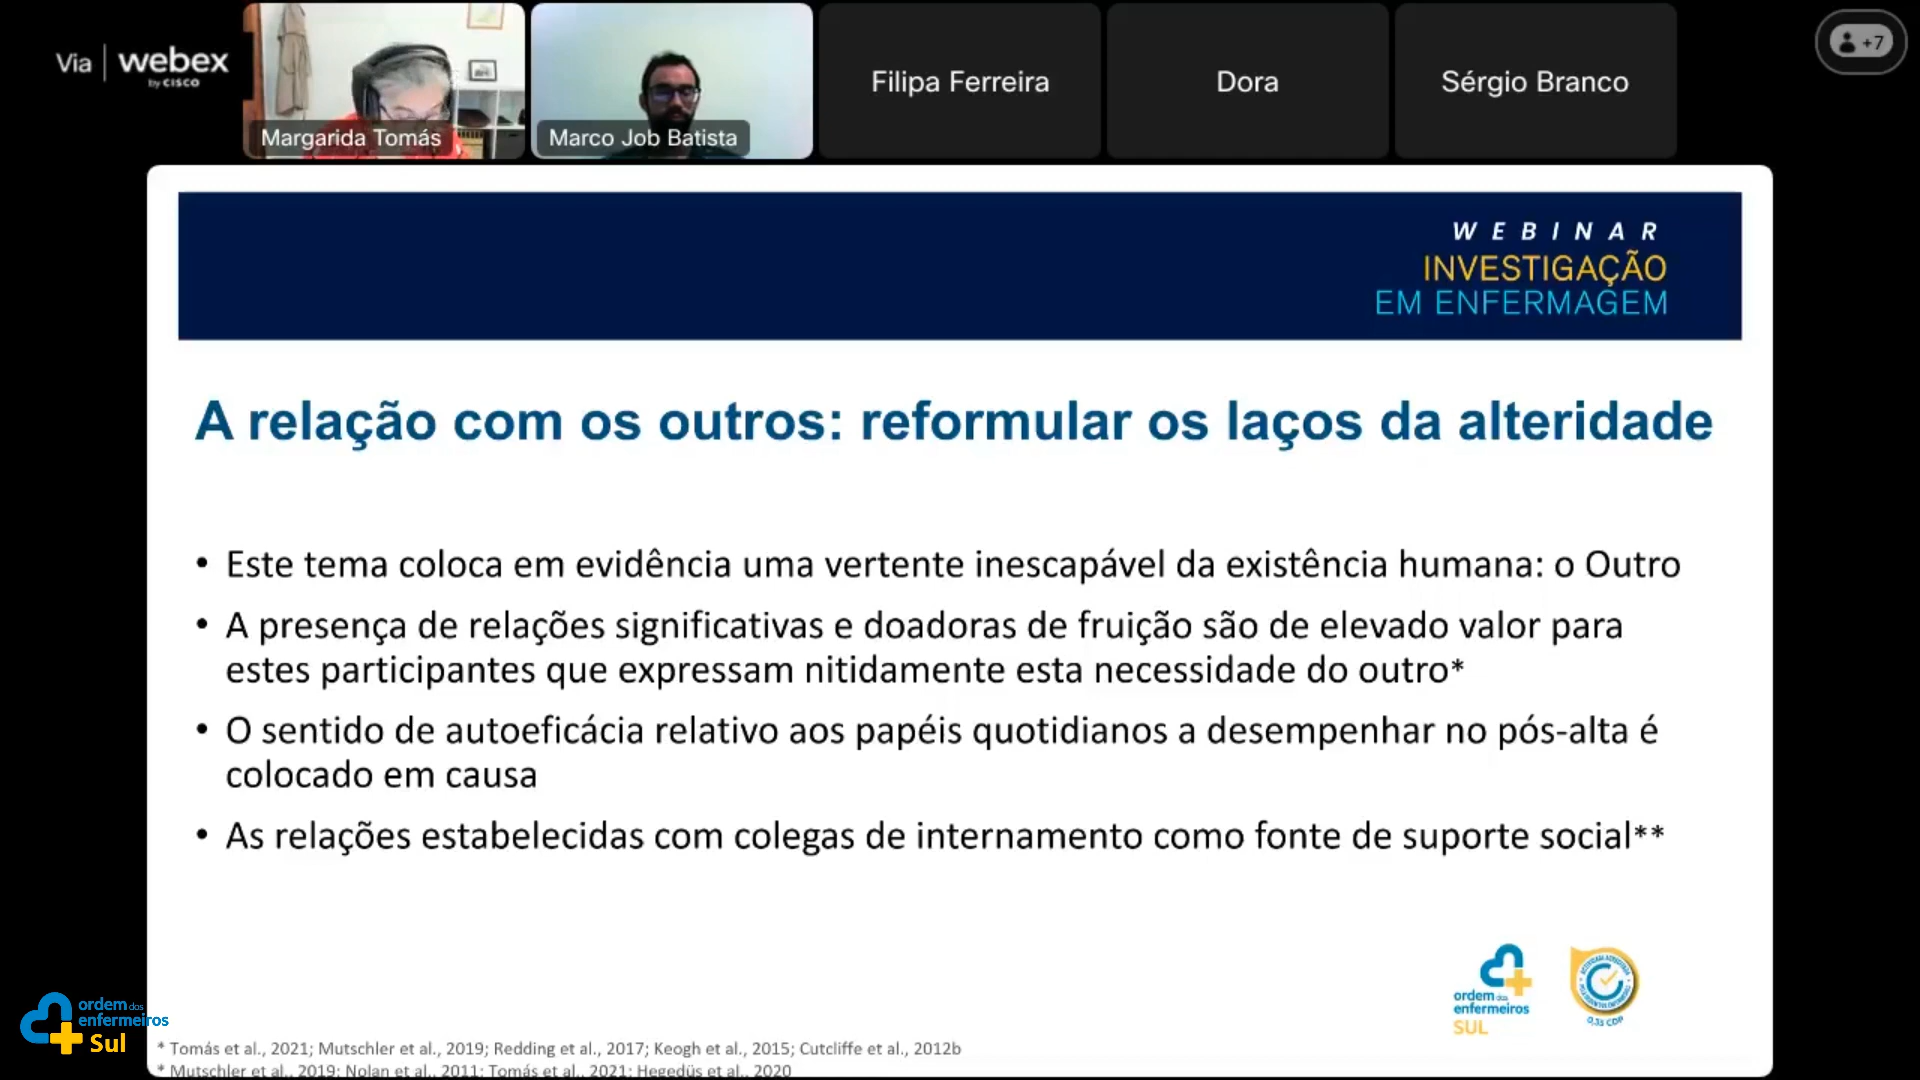 Via webex
by CISCO
Margarida Tomás
Marco Job Batista
Filipa Ferreira
Dora
Sérgio Branco
+7
WEBINAR
INVESTIGAÇÃO
EM ENFERMAGEM
A relação com os outros: reformular os laços da alteridade
• Este tema coloca em evidência uma vertente inescapável da existência humana: o Outro
• A presença de relações significativas e doadoras de fruição são de elevado valor para
estes participantes que expressam nitidamente esta necessidade do outro*
• O sentido de autoeficácia relativo aos papéis quotidianos a desempenhar no pós-alta é
colocado em causa
• As relações estabelecidas com colegas de internamento como fonte de suporte social**
ordem dos
enfermeiros
SUL
0,35 CDP
ordem dos
enfermeiros
Sul
* Tomás et al., 2021; Mutschler et al., 2019; Redding et al., 2017; Keogh et al., 2015; Cutcliffe et al., 2012b
* Mutschler et al., 2019; Nolan et al., 2011; Tomás et al., 2021; Hegedüs et al., 2020